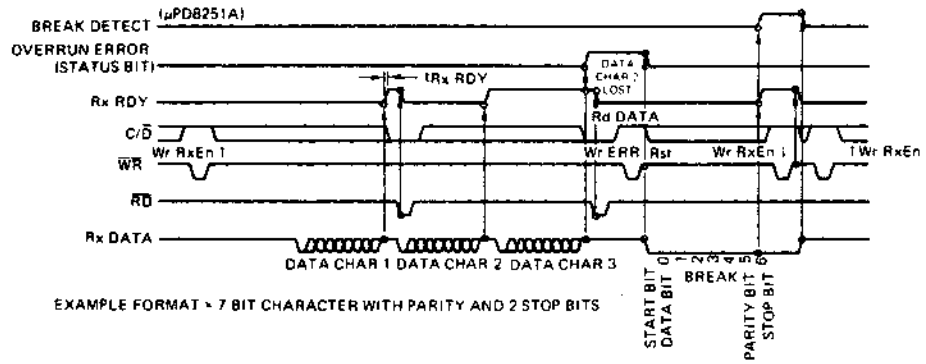 (μPD8251A)
BREAK DETECT
OVERRUN ERROR
(STATUS BIT)
DATA
CHAR 2
LOST
tRx RDY
Rx RDY
Rd DATA
C/D̅
Wr RxEn ↑
Wr ERR
Rst
Wr RxEn ↓
↑ Wr RxEn
W̅R̅
R̅D̅
Rx DATA
DATA CHAR 1
DATA CHAR 2
DATA CHAR 3
START BIT
DATA BIT
0 1 2 3 4 5 6
BREAK
PARITY BIT
STOP BIT
EXAMPLE FORMAT = 7 BIT CHARACTER WITH PARITY AND 2 STOP BITS